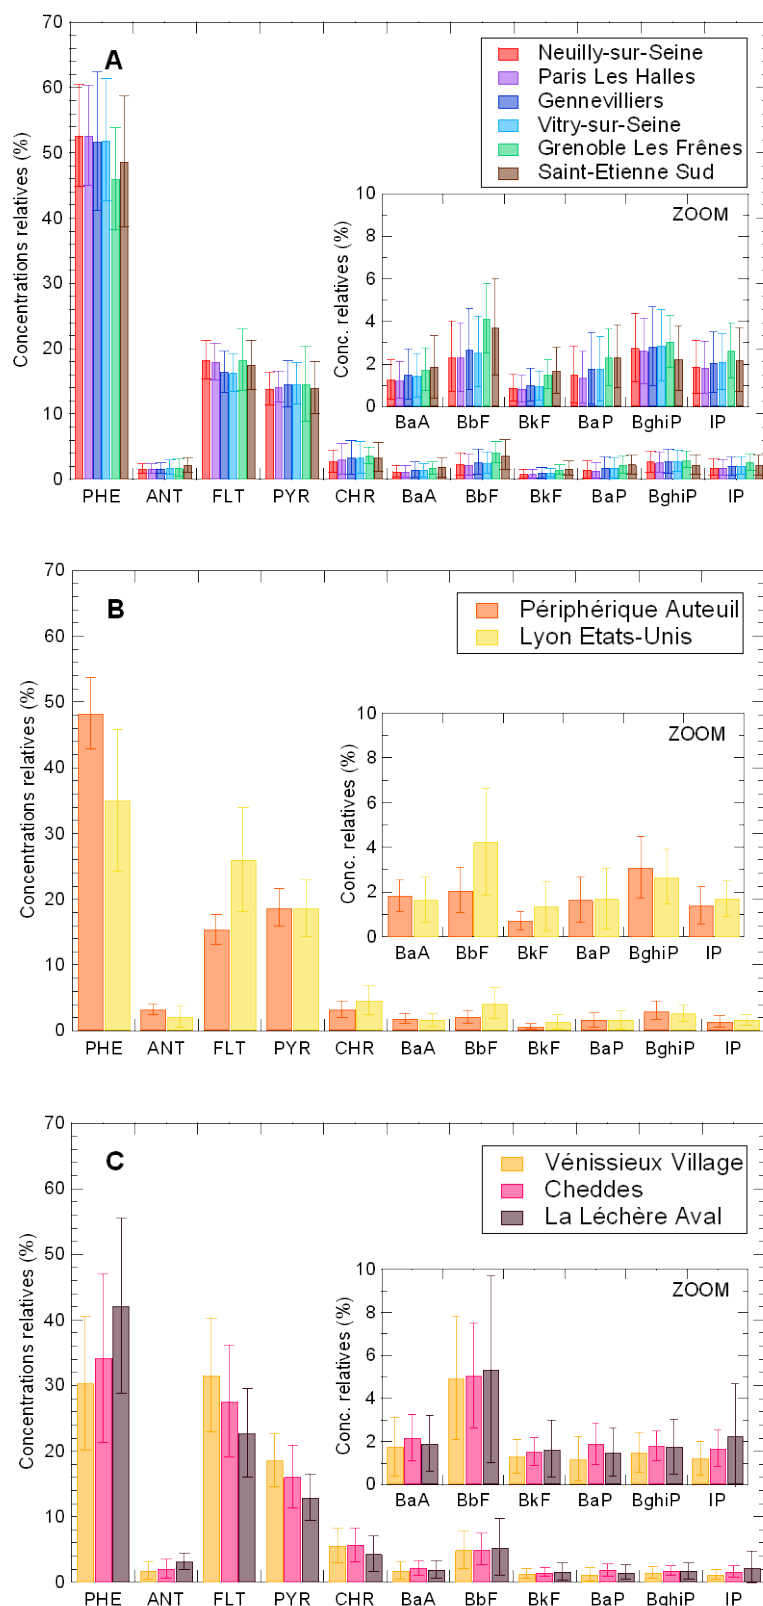 A
Neuilly-sur-Seine
Paris Les Halles
Gennevilliers
Vitry-sur-Seine
Grenoble Les Frênes
Saint-Etienne Sud
Concentrations relatives (%)
70
60
50
40
30
20
10
0
PHE ANT FLT PYR CHR BaA BbF BkF BaP BghiP IP
ZOOM
Conc. relatives (%)
10
8
6
4
2
0
BaA BbF BkF BaP BghiP IP
B
Périphérique Auteuil
Lyon Etats-Unis
Concentrations relatives (%)
70
60
50
40
30
20
10
0
PHE ANT FLT PYR CHR BaA BbF BkF BaP BghiP IP
ZOOM
Conc. relatives (%)
10
8
6
4
2
0
BaA BbF BkF BaP BghiP IP
C
Vénissieux Village
Cheddes
La Léchère Aval
Concentrations relatives (%)
70
60
50
40
30
20
10
0
PHE ANT FLT PYR CHR BaA BbF BkF BaP BghiP IP
ZOOM
Conc. relatives (%)
10
8
6
4
2
0
BaA BbF BkF BaP BghiP IP